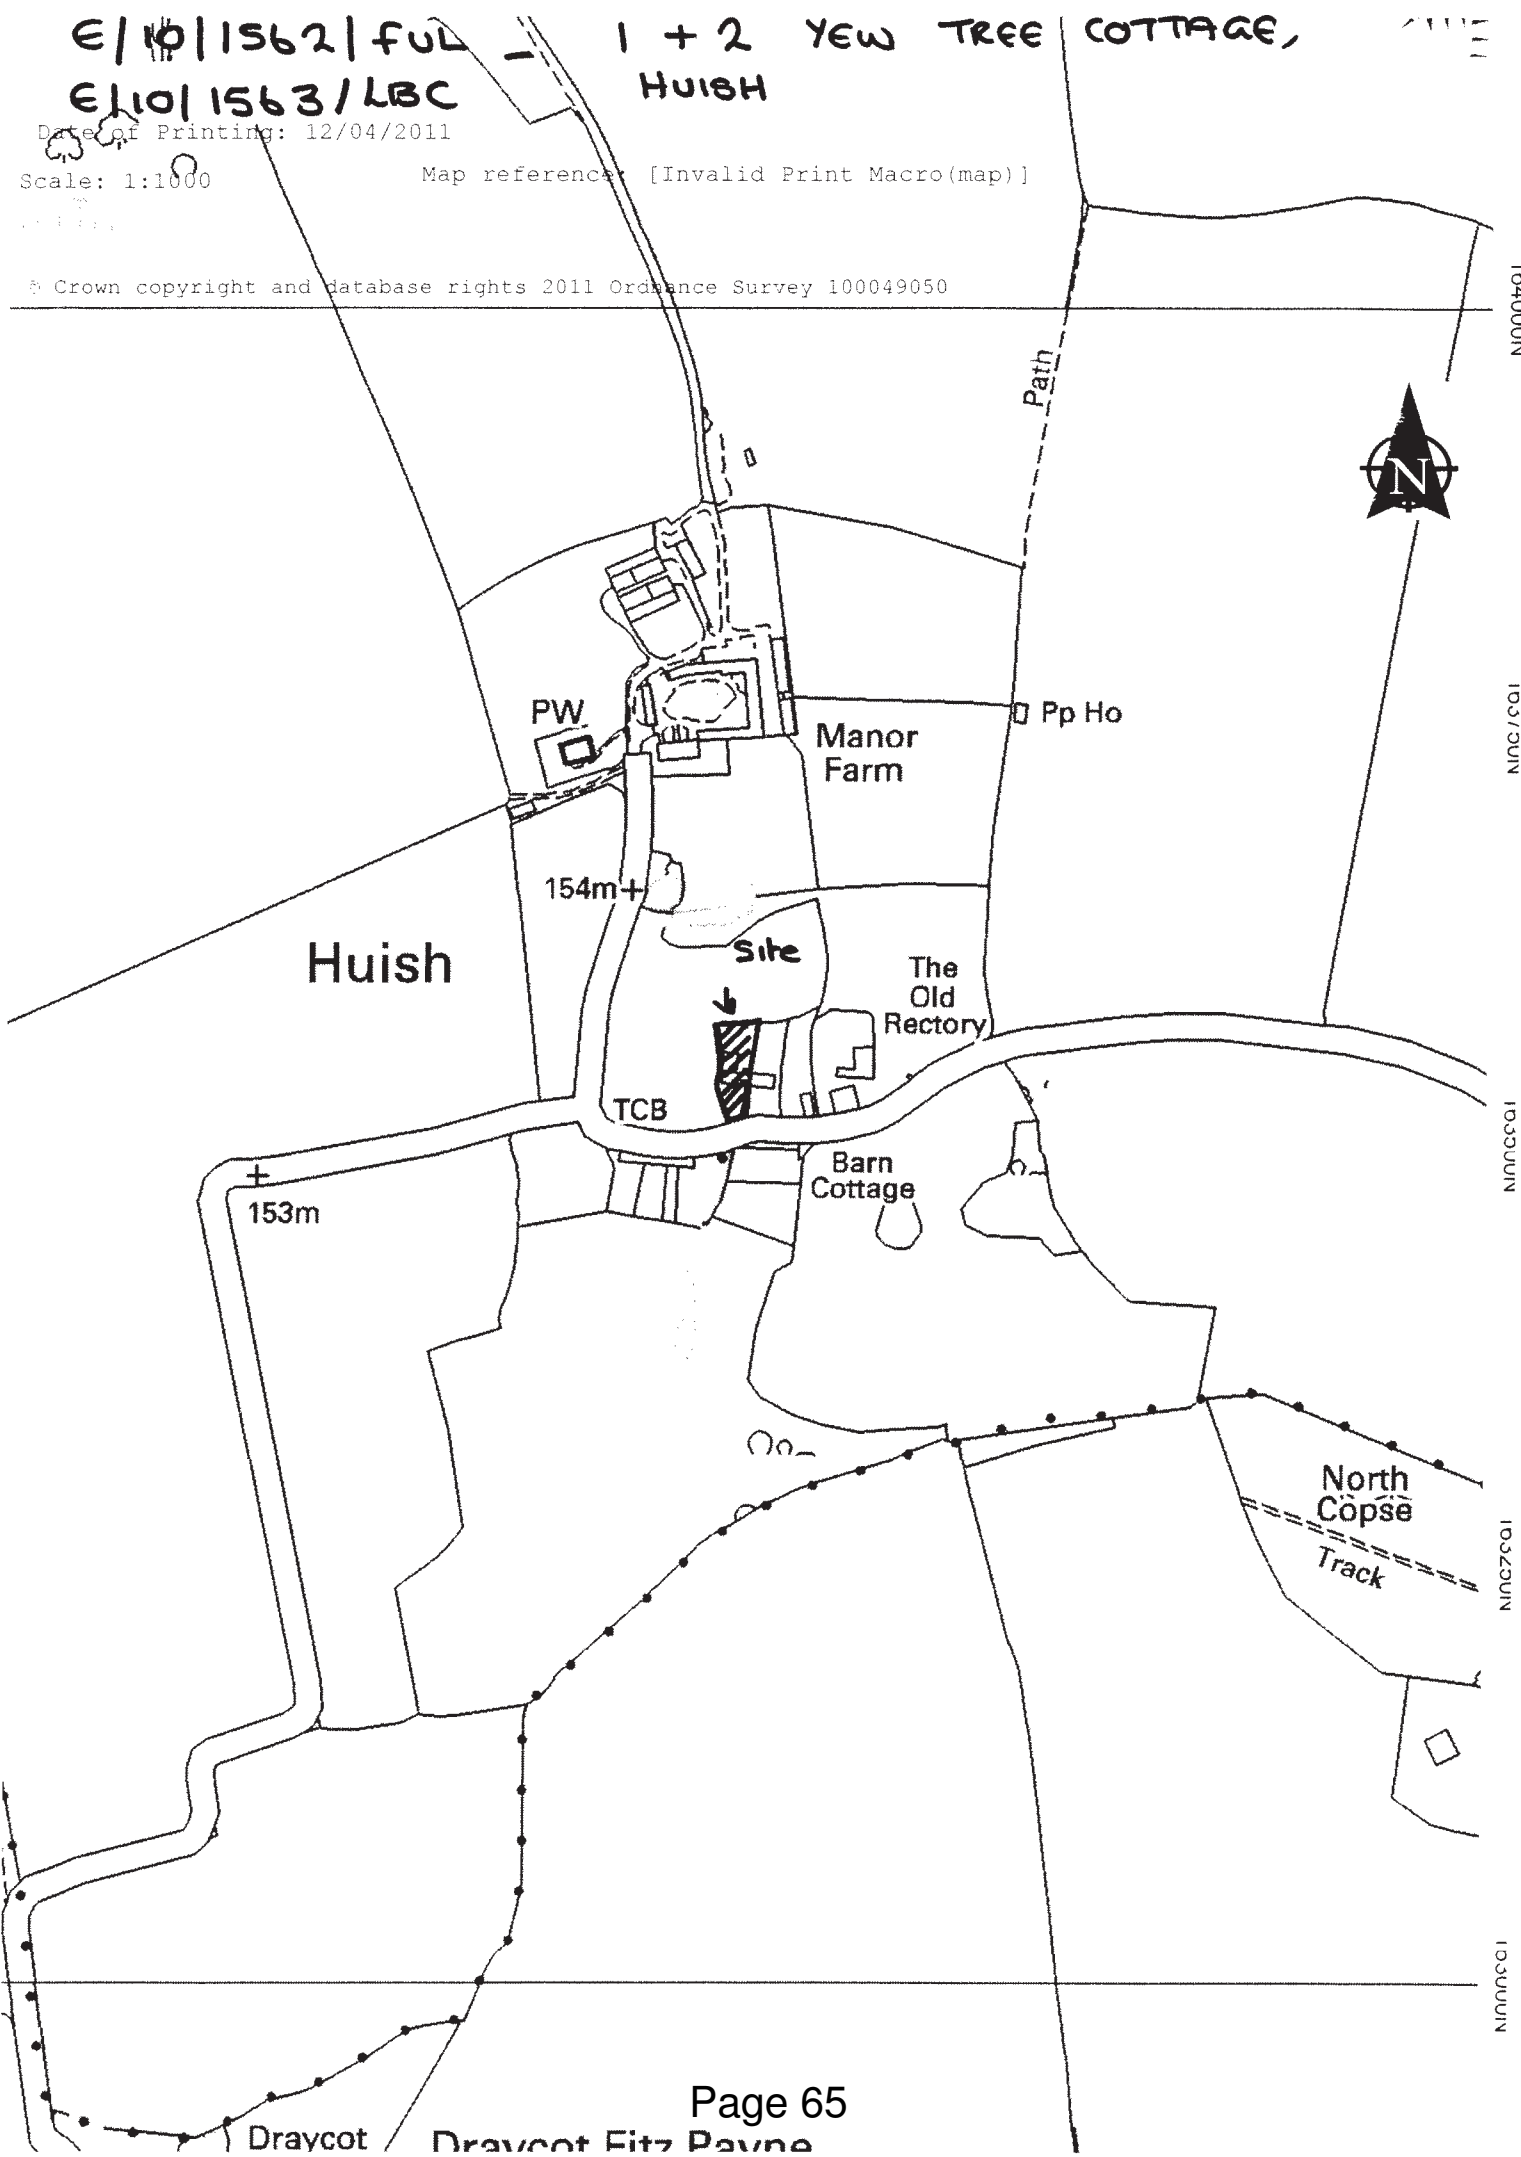 E/10/1562/FUL – 1 + 2 YEW TREE COTTAGE,
E/10/1563/LBC HUISH
Date of Printing: 12/04/2011
Scale: 1:1000 Map reference: [Invalid Print Macro(map)]
© Crown copyright and database rights 2011 Ordnance Survey 100049050
Path
N
PW
Pp Ho
Manor
Farm
154m
Huish
Site
The
Old
Rectory
TCB
Barn
Cottage
153m
North
Copse
Track
Page 65
Draycot
Draycot Fitz Payne